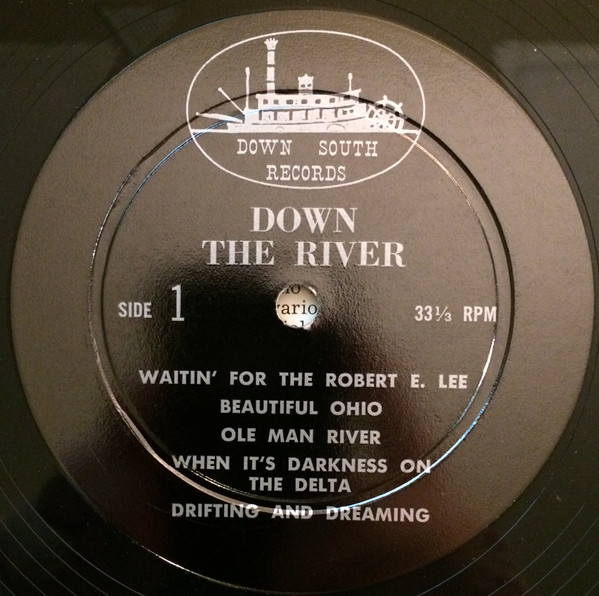 DOWN SOUTH
RECORDS
DOWN
THE RIVER
SIDE 1
33⅓ RPM
WAITIN' FOR THE ROBERT E. LEE
BEAUTIFUL OHIO
OLE MAN RIVER
WHEN IT'S DARKNESS ON
THE DELTA
DRIFTING AND DREAMING